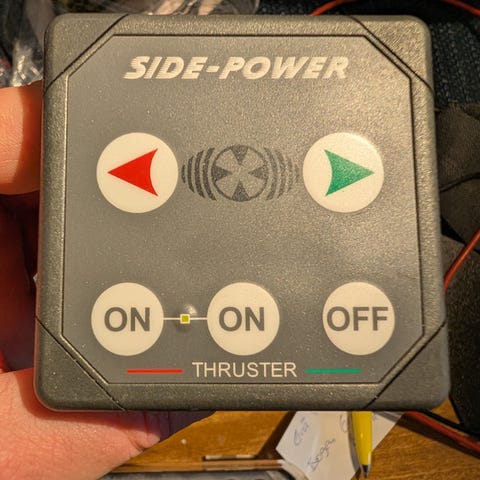 SIDE-POWER
ON ON OFF
THRUSTER